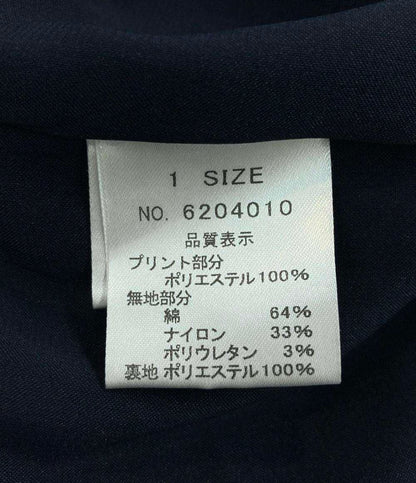 1 SIZE
NO. 6204010
品質表示
プリント部分
ポリエステル100%
無地部分
綿 64%
ナイロン 33%
ポリウレタン 3%
裏地 ポリエステル100%